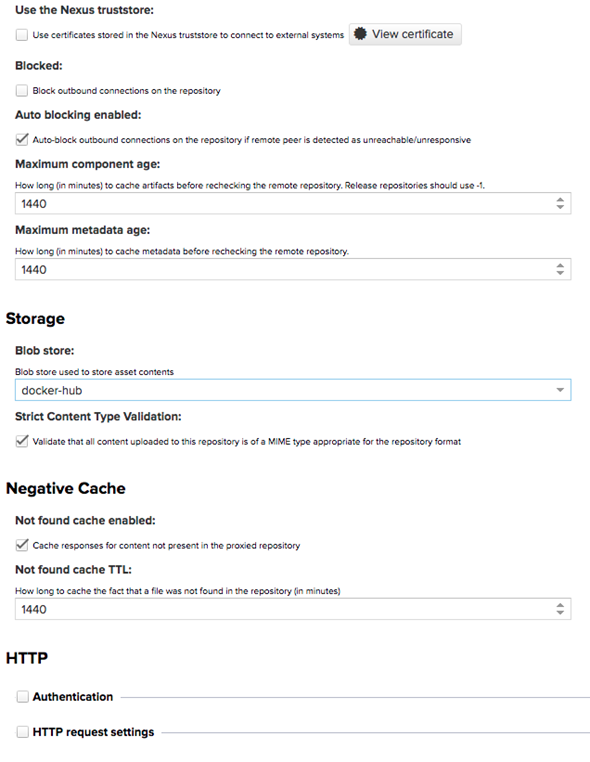 Use the Nexus truststore:
Use certificates stored in the Nexus truststore to connect to external systems View certificate
Blocked:
Block outbound connections on the repository
Auto blocking enabled:
Auto-block outbound connections on the repository if remote peer is detected as unreachable/unresponsive
Maximum component age:
How long (in minutes) to cache artifacts before rechecking the remote repository. Release repositories should use -1.
1440
Maximum metadata age:
How long (in minutes) to cache metadata before rechecking the remote repository.
1440
Storage
Blob store:
Blob store used to store asset contents
docker-hub
Strict Content Type Validation:
Validate that all content uploaded to this repository is of a MIME type appropriate for the repository format
Negative Cache
Not found cache enabled:
Cache responses for content not present in the proxied repository
Not found cache TTL:
How long to cache the fact that a file was not found in the repository (in minutes)
1440
HTTP
Authentication
HTTP request settings